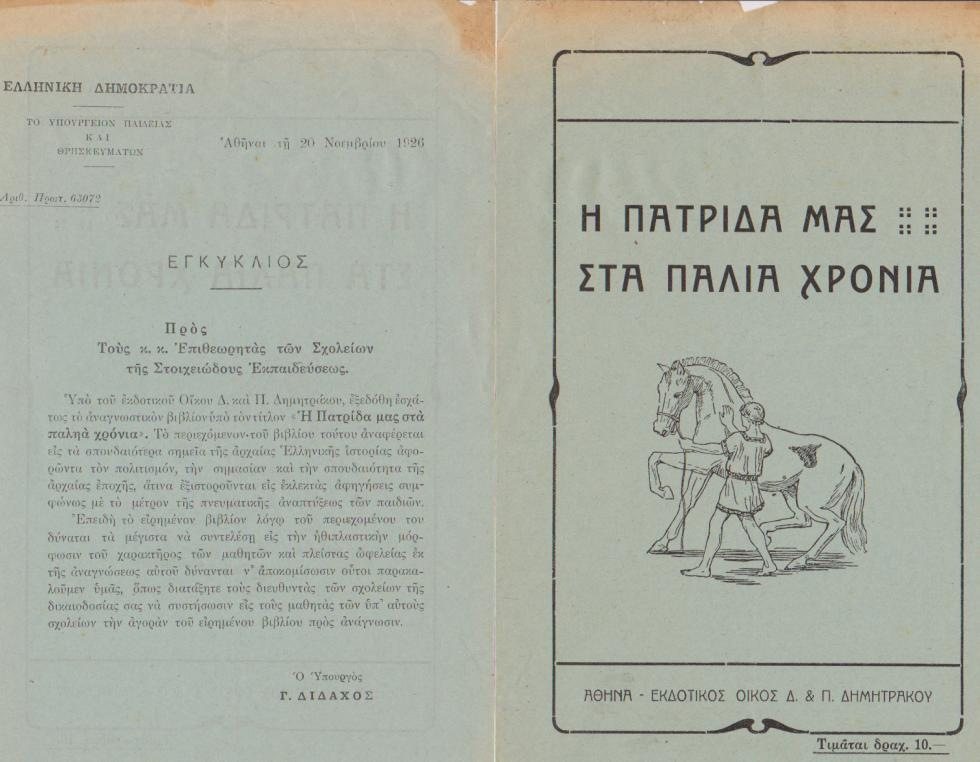 ΕΛΛΗΝΙΚΗ ΔΗΜΟΚΡΑΤΙΑ
ΤΟ ΥΠΟΥΡΓΕΙΟΝ ΠΑΙΔΕΙΑΣ
ΚΑΙ
ΘΡΗΣΚΕΥΜΑΤΩΝ
Ἀθῆναι τῇ 20 Νοεμβρίου 1926
Ἀριθ. Πρωτ. 63072
ΕΓΚΥΚΛΙΟΣ
Πρὸς
Τοὺς κ. κ. Ἐπιθεωρητὰς τῶν Σχολείων
τῆς Στοιχειώδους Ἐκπαιδεύσεως.
Ὑπὸ τοῦ ἐκδοτικοῦ Οἴκου Δ. καὶ Π. Δημητράκου, ἐξεδόθη ἐσχά-
τως τὸ ἀναγνωστικὸν βιβλίον ὑπὸ τὸν τίτλον «Ἡ Πατρίδα μας στὰ
παληὰ χρόνια». Τὸ περιεχόμενον τοῦ βιβλίου τούτου ἀναφέρεται
εἰς τὰ σπουδαιότερα σημεῖα τῆς ἀρχαίας Ἑλληνικῆς ἱστορίας ἀφο-
ρῶντα τὸν πολιτισμόν, τὴν σημασίαν καὶ τὴν σπουδαιότητα τῆς
ἀρχαίας ἐποχῆς, ἅτινα ἐξιστοροῦνται εἰς ἐκλεκτὰς ἀφηγήσεις συμ-
φώνως μὲ τὸ μέτρον τῆς πνευματικῆς ἀναπτύξεως τῶν παιδιῶν.
Ἐπειδὴ τὸ εἰρημένον βιβλίον λόγῳ τοῦ περιεχομένου του
δύναται τὰ μέγιστα νὰ συντελέσῃ εἰς τὴν ἠθιπλαστικὴν μόρ-
φωσιν τοῦ χαρακτῆρος τῶν μαθητῶν καὶ πλείστας ὠφελείας ἐκ
τῆς ἀναγνώσεως αὐτοῦ δύνανται ν' ἀποκομίσωσιν οὗτοι παρακα-
λοῦμεν ὑμᾶς, ὅπως διατάξητε τοὺς διευθυντὰς τῶν σχολείων τῆς
δικαιοδοσίας σας νὰ συστήσωσιν εἰς τοὺς μαθητὰς τῶν ὑπ' αὐτοὺς
σχολείων τὴν ἀγορὰν τοῦ εἰρημένου βιβλίου πρὸς ἀνάγνωσιν.
Ὁ Ὑπουργὸς
Γ. ΔΙΔΑΧΟΣ
Η ΠΑΤΡΙΔΑ ΜΑΣ
ΣΤΑ ΠΑΛΙΑ ΧΡΟΝΙΑ
ΑΘΗΝΑ - ΕΚΔΟΤΙΚΟΣ ΟΙΚΟΣ Δ. & Π. ΔΗΜΗΤΡΑΚΟΥ
Τιμᾶται δραχ. 10.—